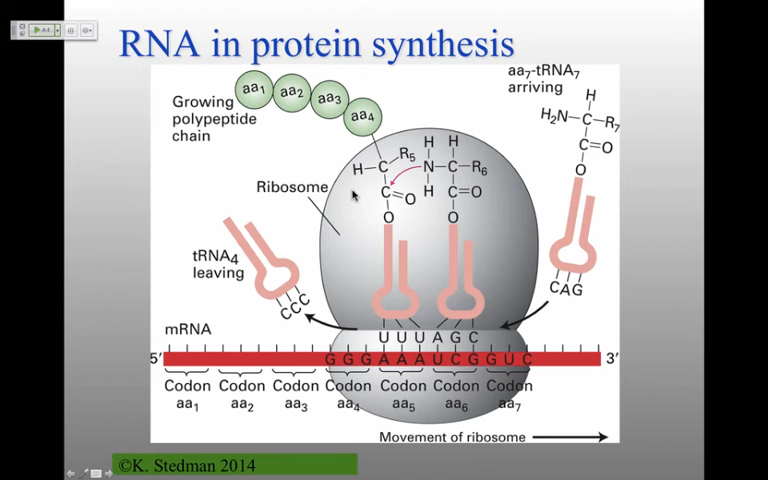 RNA in protein synthesis
aa1 aa2 aa3 aa4
Growing
polypeptide
chain
aa7-tRNA7
arriving
H
H2N–C–R7
C=O
O
H H
H–C R5 N–C–R6
C=O H C=O
O O
Ribosome
tRNA4
leaving
CCC
CAG
mRNA
UUUAGC
5' GGGAAAUCGGUC 3'
Codon Codon Codon Codon Codon Codon Codon
aa1 aa2 aa3 aa4 aa5 aa6 aa7
Movement of ribosome
©K. Stedman 2014